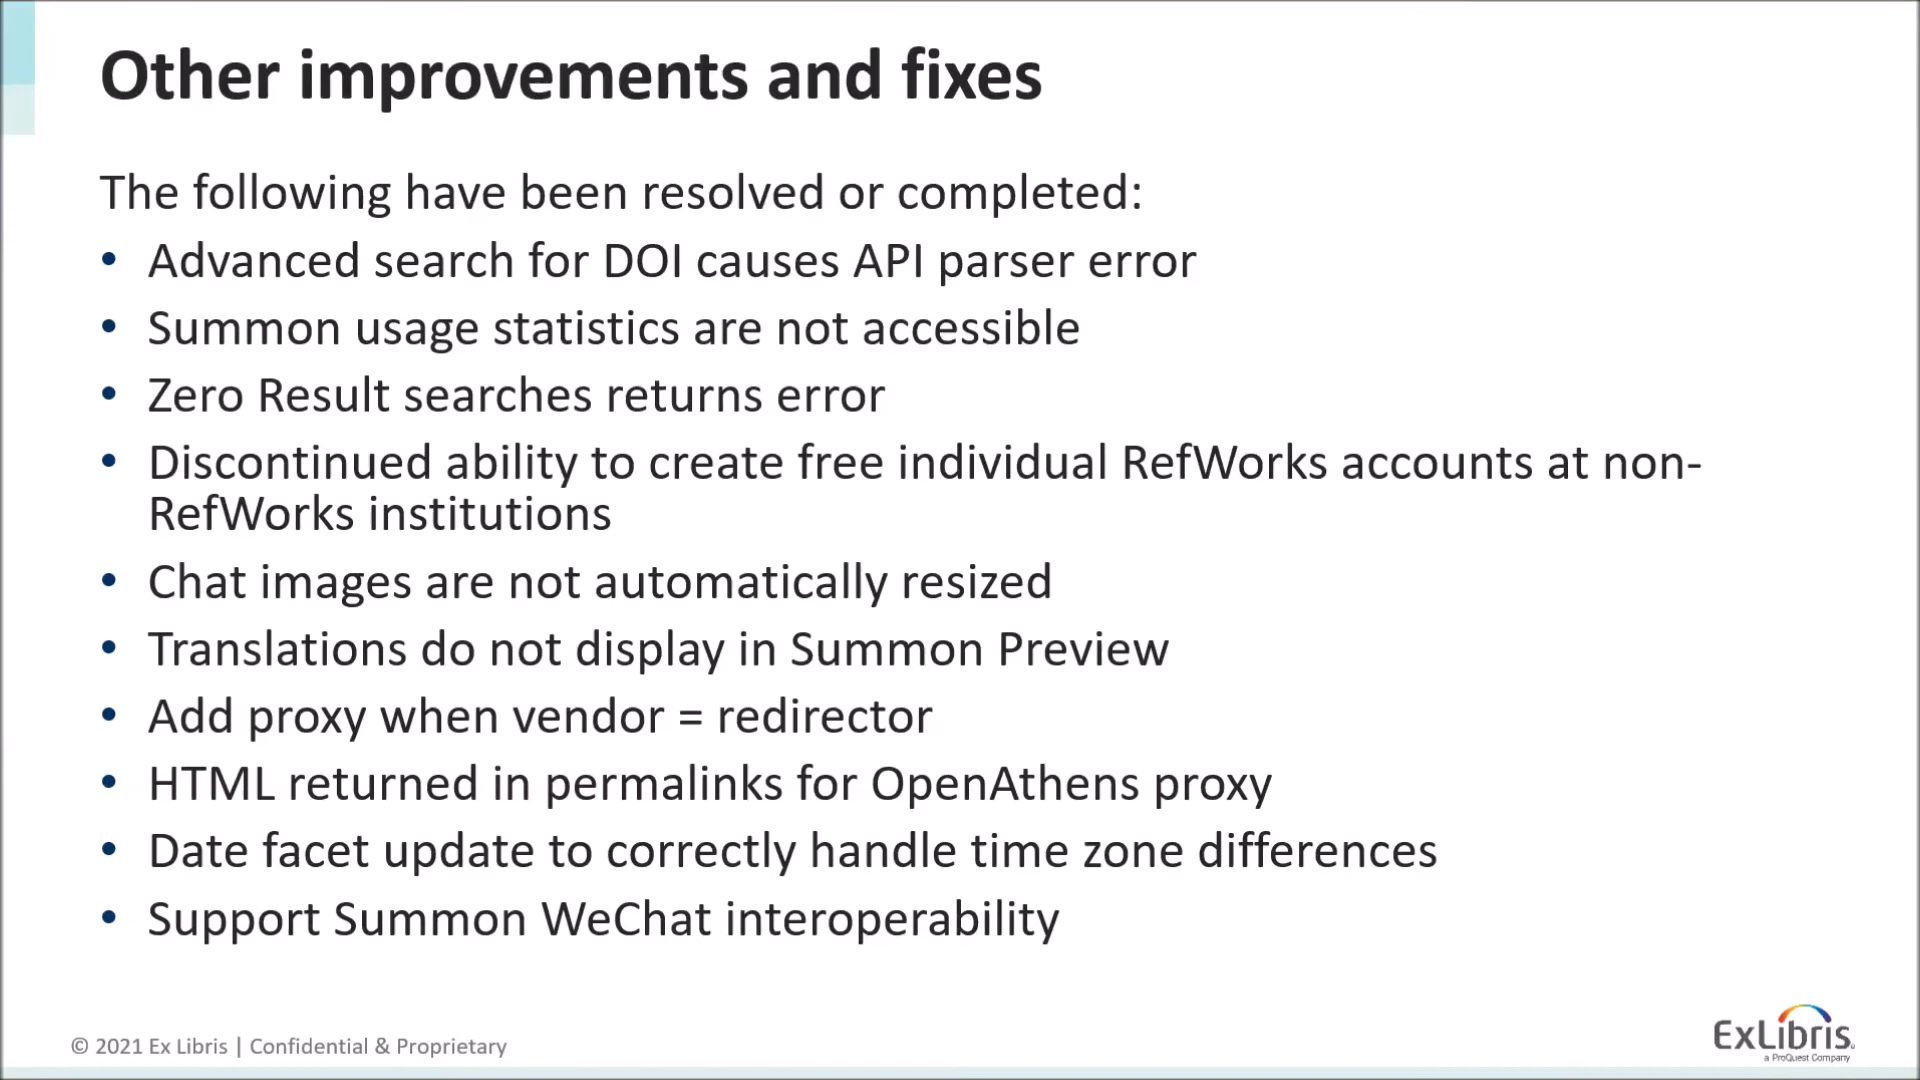 Other improvements and fixes
The following have been resolved or completed:
• Advanced search for DOI causes API parser error
• Summon usage statistics are not accessible
• Zero Result searches returns error
• Discontinued ability to create free individual RefWorks accounts at non-
RefWorks institutions
• Chat images are not automatically resized
• Translations do not display in Summon Preview
• Add proxy when vendor = redirector
• HTML returned in permalinks for OpenAthens proxy
• Date facet update to correctly handle time zone differences
• Support Summon WeChat interoperability
© 2021 Ex Libris | Confidential & Proprietary
ExLibris
a ProQuest Company